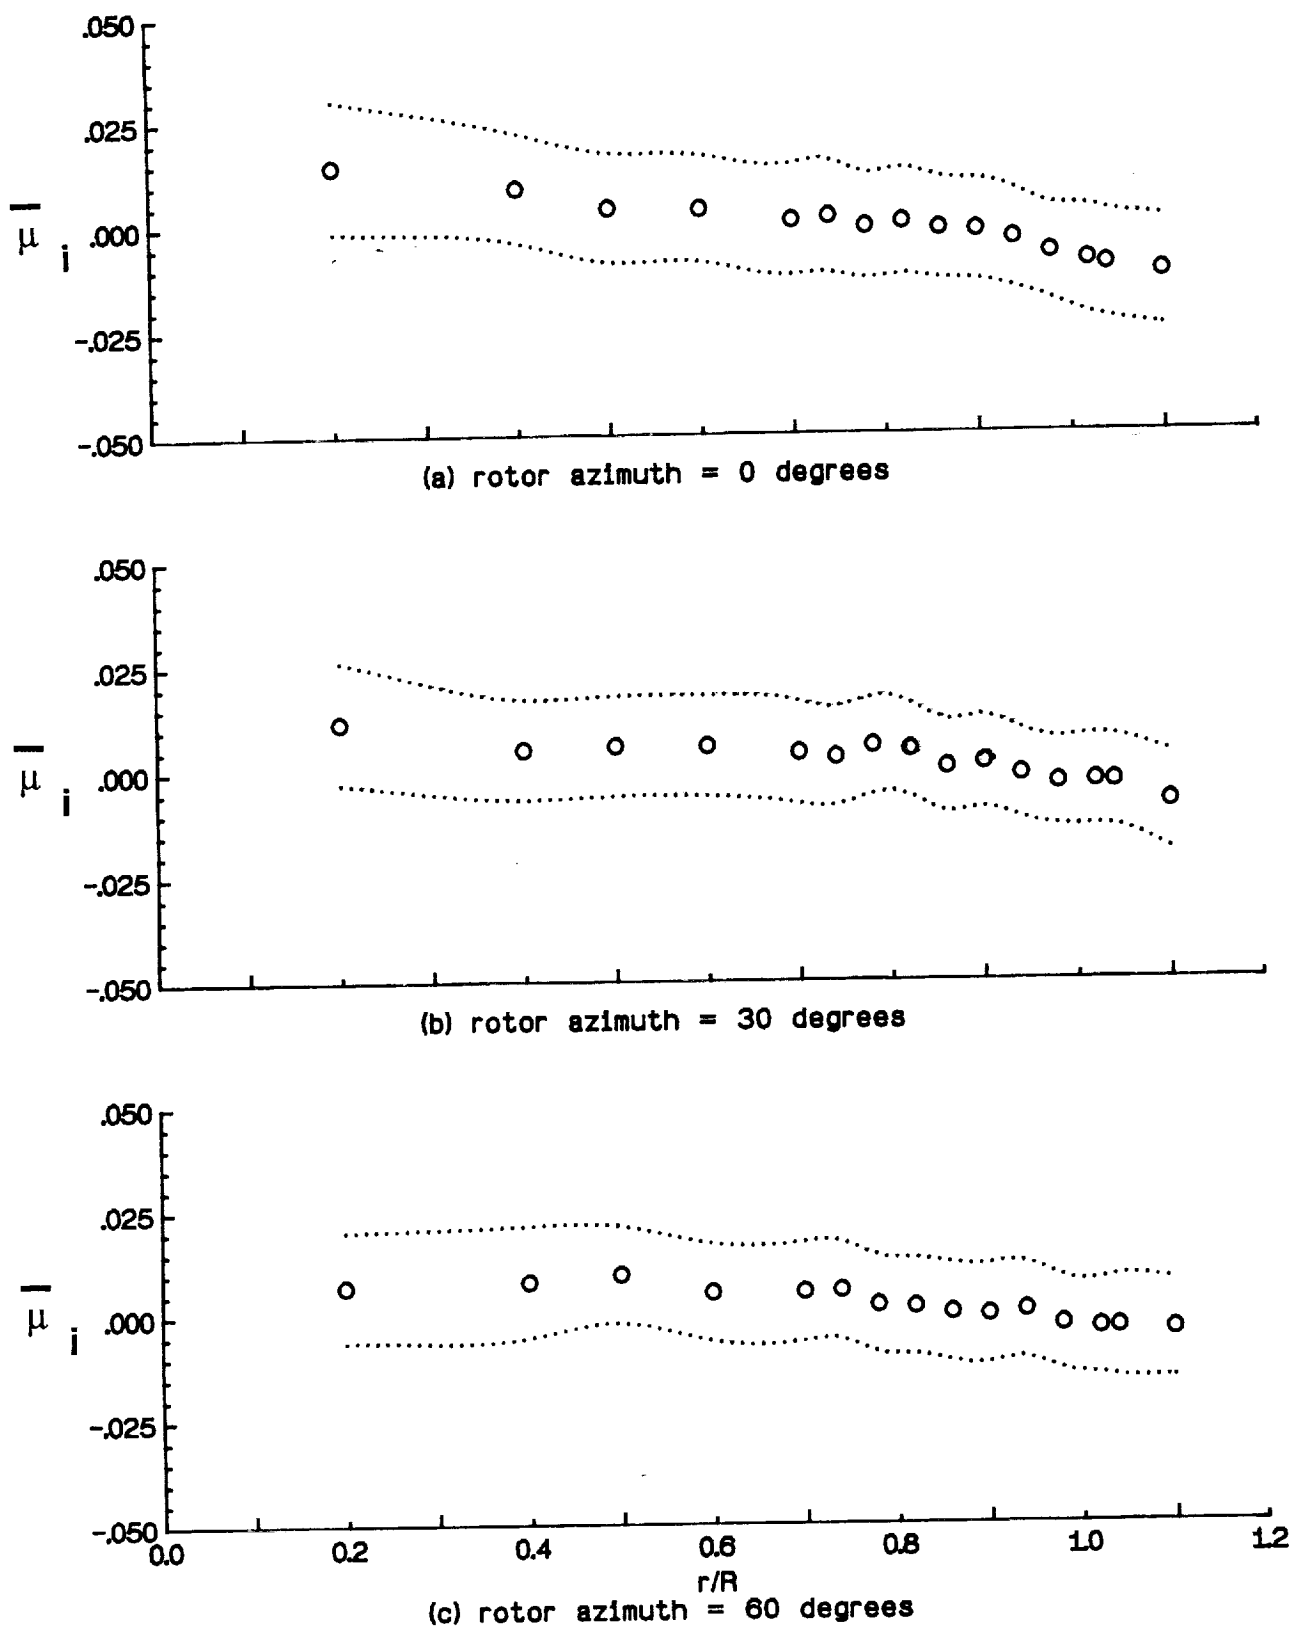 .050
.025
μ̅ i .000
-.025
-.050
(a) rotor azimuth = 0 degrees
.050
.025
μ̅ i .000
-.025
-.050
(b) rotor azimuth = 30 degrees
.050
.025
μ̅ i .000
-.025
-.050
0.0 0.2 0.4 0.6 0.8 1.0 1.2
r/R
(c) rotor azimuth = 60 degrees